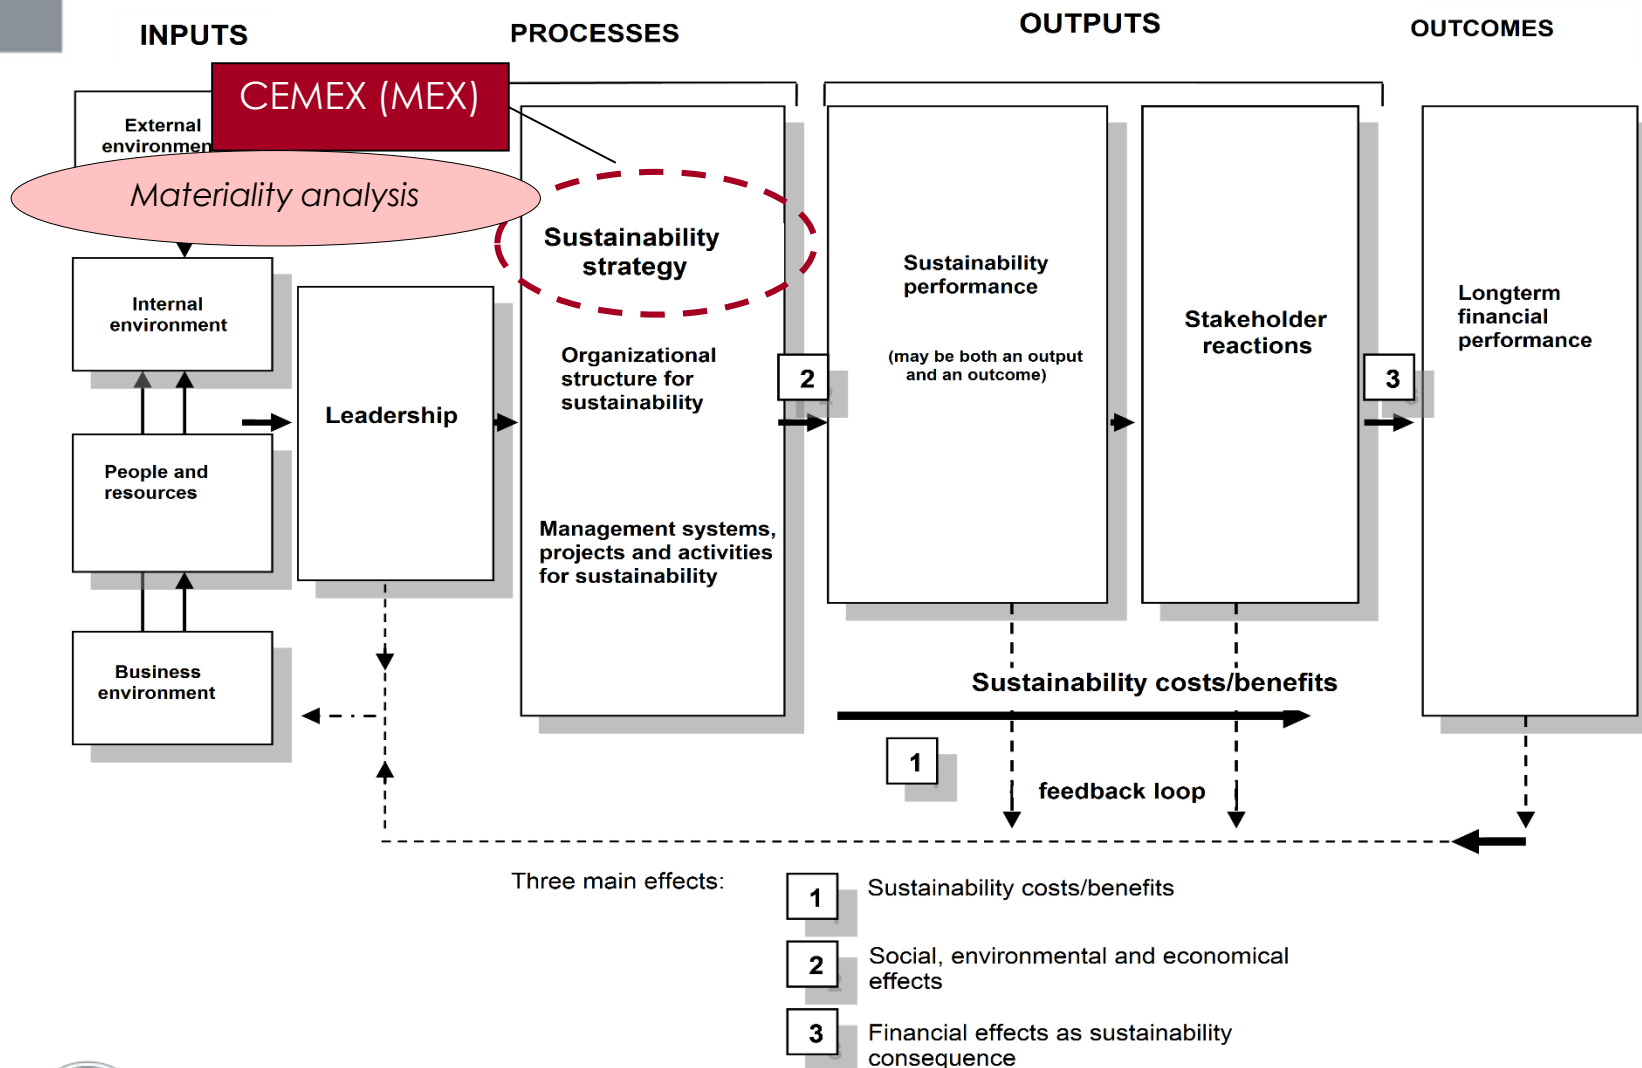 INPUTS
PROCESSES
OUTPUTS
OUTCOMES
CEMEX (MEX)
External
environmen
Materiality analysis
Internal
environment
People and
resources
Business
environment
Leadership
Sustainability
strategy
Organizational
structure for
sustainability
Management systems,
projects and activities
for sustainability
2
Sustainability
performance
(may be both an output
and an outcome)
Stakeholder
reactions
3
Longterm
financial
performance
Sustainability costs/benefits
1
feedback loop
Three main effects:
1
Sustainability costs/benefits
2
Social, environmental and economical
effects
3
Financial effects as sustainability
consequence